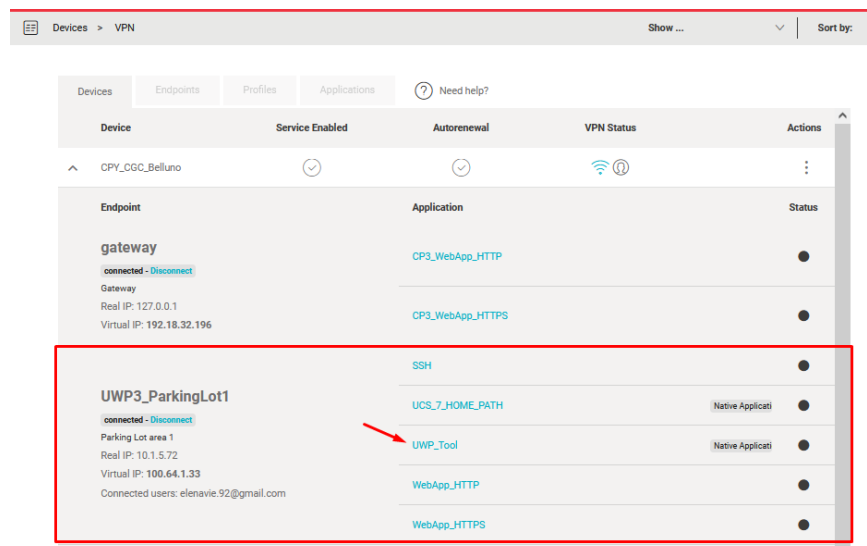 Devices > VPN Show ... Sort by:
Devices Endpoints Profiles Applications ? Need help?
Device Service Enabled Autorenewal VPN Status Actions
CPY_CGC_Belluno
Endpoint Application Status
gateway
connected - Disconnect
Gateway
Real IP: 127.0.0.1
Virtual IP: 192.18.32.196
CP3_WebApp_HTTP
CP3_WebApp_HTTPS
UWP3_ParkingLot1
connected - Disconnect
Parking Lot area 1
Real IP: 10.1.5.72
Virtual IP: 100.64.1.33
Connected users: elenavie.92@gmail.com
SSH
UCS_7_HOME_PATH Native Applicati
UWP_Tool Native Applicati
WebApp_HTTP
WebApp_HTTPS